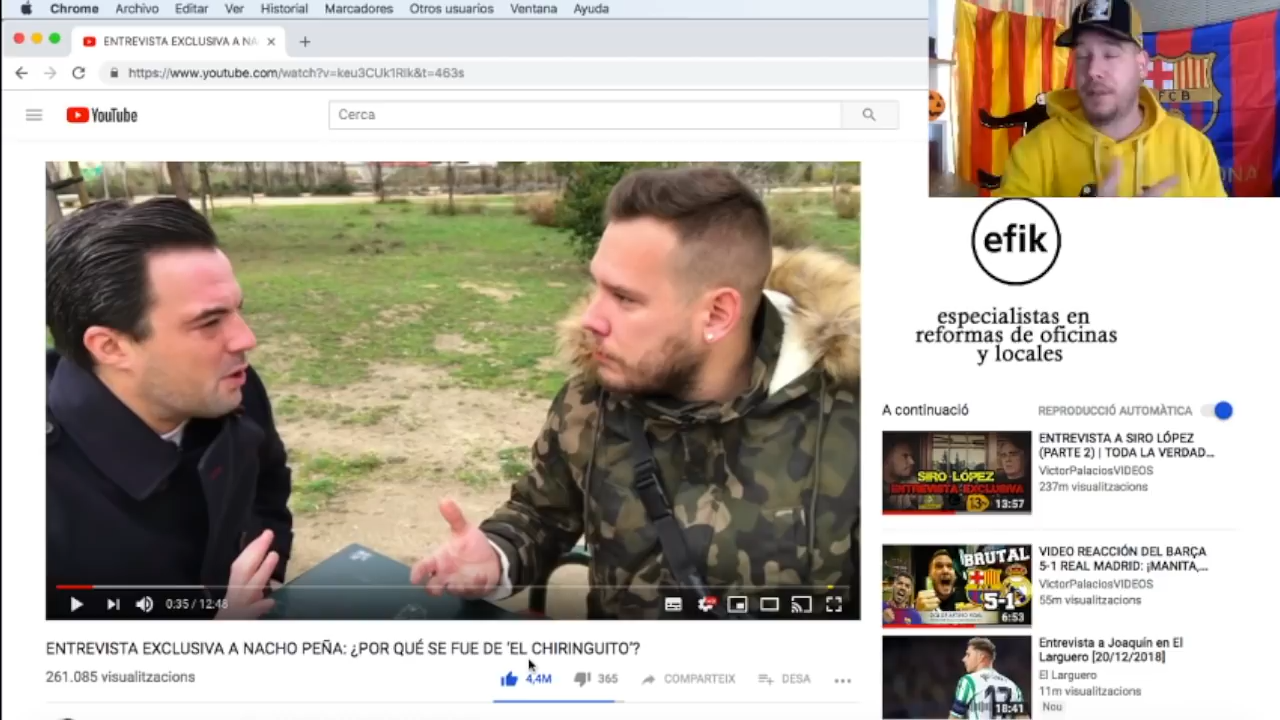 Chrome Archivo Editar Ver Historial Marcadores Otros usuarios Ventana Ayuda
ENTREVISTA EXCLUSIVA A NA
https://www.youtube.com/watch?v=keu3CUk1RIk&t=463s
YouTube
Cerca
FCB
ONA
efik
especialistas en
reformas de oficinas
y locales
A continuació REPRODUCCIÓ AUTOMÀTICA
SIRO LÓPEZ
ENTREVISTA EXCLUSIVA
13+
13:57
ENTREVISTA A SIRO LÓPEZ
(PARTE 2) | TODA LA VERDAD...
VictorPalaciosVIDEOS
237m visualitzacions
BRUTAL
5-1
6:53
VIDEO REACCIÓN DEL BARÇA
5-1 REAL MADRID: ¡MANITA,...
VictorPalaciosVIDEOS
55m visualitzacions
17
18:41
Entrevista a Joaquín en El
Larguero [20/12/2018]
El Larguero
11m visualitzacions
Nou
0:35 / 12:48
ENTREVISTA EXCLUSIVA A NACHO PEÑA: ¿POR QUÉ SE FUE DE 'EL CHIRINGUITO'?
261.085 visualitzacions
4,4M 365 COMPARTEIX DESA